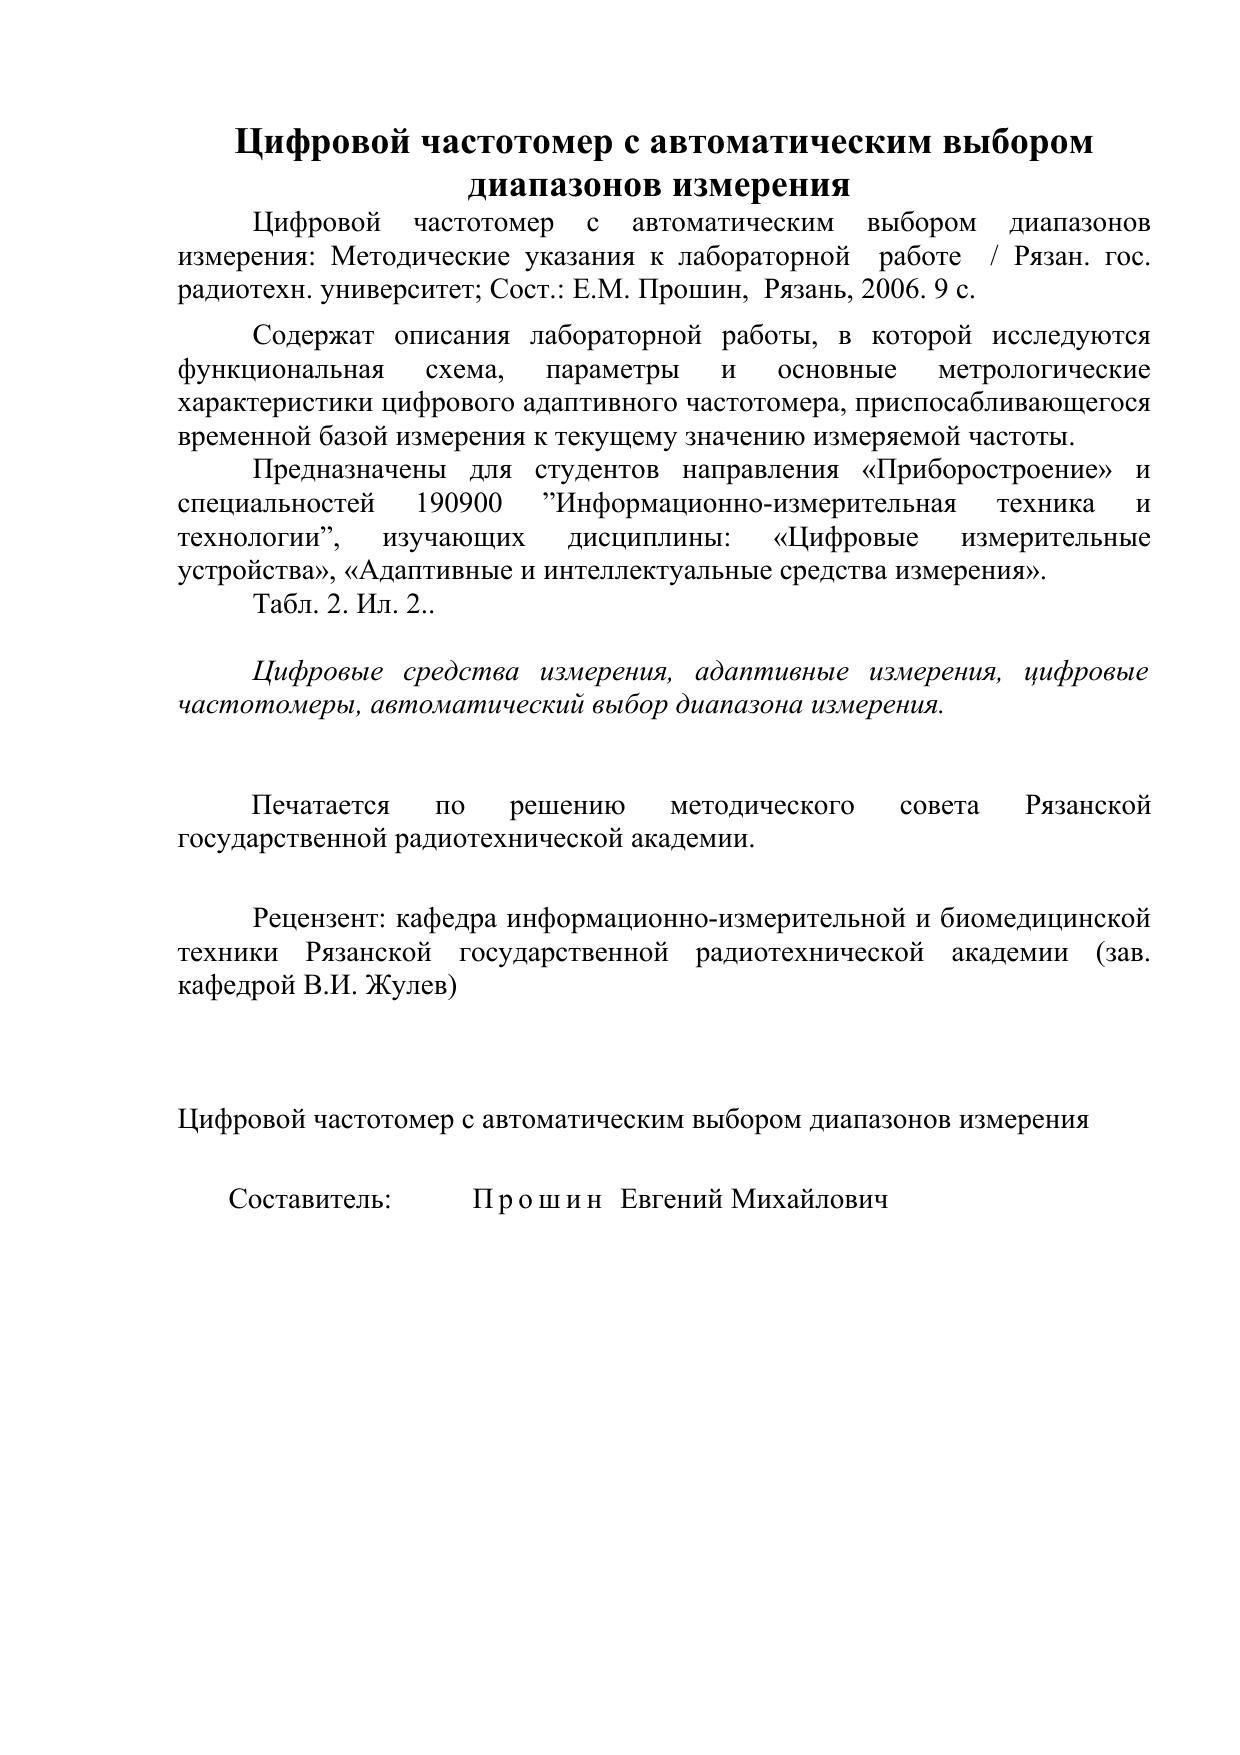 Цифровой частотомер с автоматическим выбором
диапазонов измерения
Цифровой частотомер с автоматическим выбором диапазонов
измерения: Методические указания к лабораторной работе / Рязан. гос.
радиотехн. университет; Сост.: Е.М. Прошин, Рязань, 2006. 9 с.
Содержат описания лабораторной работы, в которой исследуются
функциональная схема, параметры и основные метрологические
характеристики цифрового адаптивного частотомера, приспосабливающегося
временной базой измерения к текущему значению измеряемой частоты.
Предназначены для студентов направления «Приборостроение» и
специальностей 190900 ”Информационно-измерительная техника и
технологии”, изучающих дисциплины: «Цифровые измерительные
устройства», «Адаптивные и интеллектуальные средства измерения».
Табл. 2. Ил. 2..
Цифровые средства измерения, адаптивные измерения, цифровые
частотомеры, автоматический выбор диапазона измерения.
Печатается по решению методического совета Рязанской
государственной радиотехнической академии.
Рецензент: кафедра информационно-измерительной и биомедицинской
техники Рязанской государственной радиотехнической академии (зав.
кафедрой В.И. Жулев)
Цифровой частотомер с автоматическим выбором диапазонов измерения
Составитель: П р о ш и н Евгений Михайлович